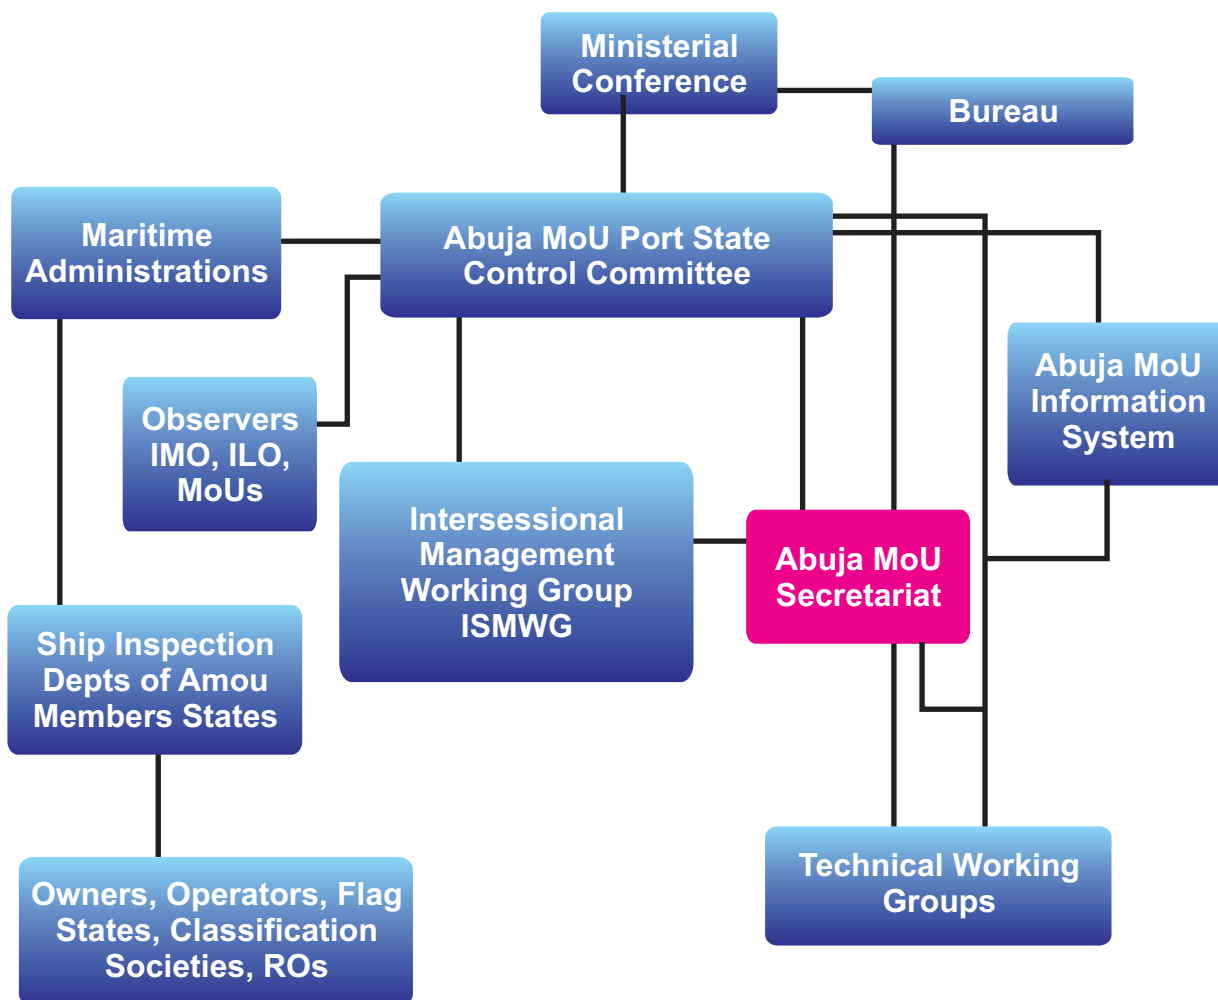 Ministerial
Conference
Bureau
Maritime
Administrations
Abuja MoU Port State
Control Committee
Abuja MoU
Information
System
Observers
IMO, ILO,
MoUs
Intersessional
Management
Working Group
ISMWG
Abuja MoU
Secretariat
Ship Inspection
Depts of Amou
Members States
Technical Working
Groups
Owners, Operators, Flag
States, Classification
Societies, ROs